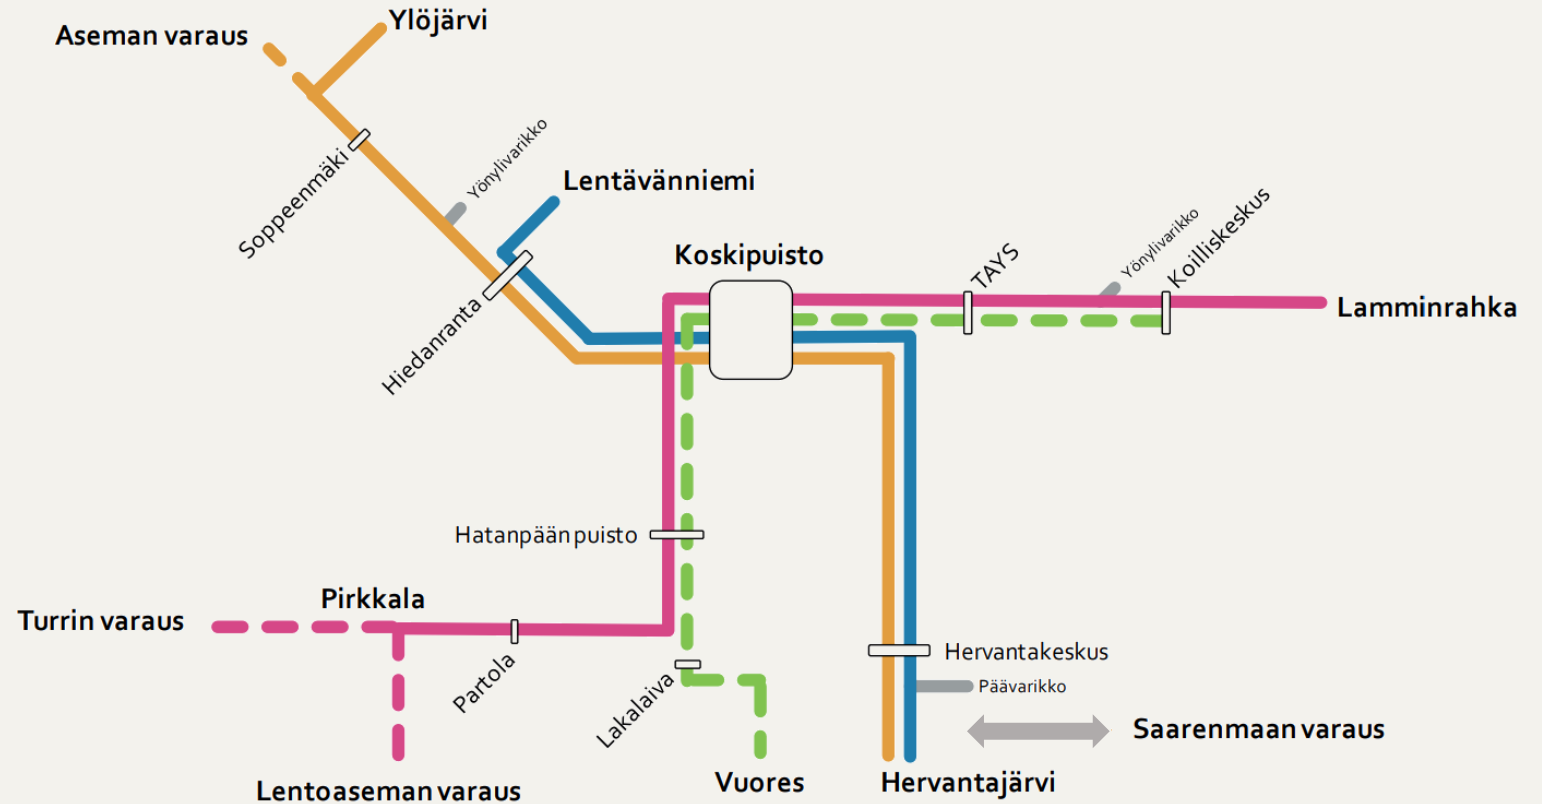 Ylöjärvi
Aseman varaus
Soppeenmäki
Yönylivarikko
Lentävänniemi
Hiedanranta
Koskipuisto
TAYS
Yönylivarikko
Koilliskeskus
Lamminrahka
Hatanpään puisto
Pirkkala
Turrin varaus
Partola
Lakalaiva
Hervantakeskus
Päävarikko
Saarenmaan varaus
Lentoaseman varaus
Vuores
Hervantajärvi